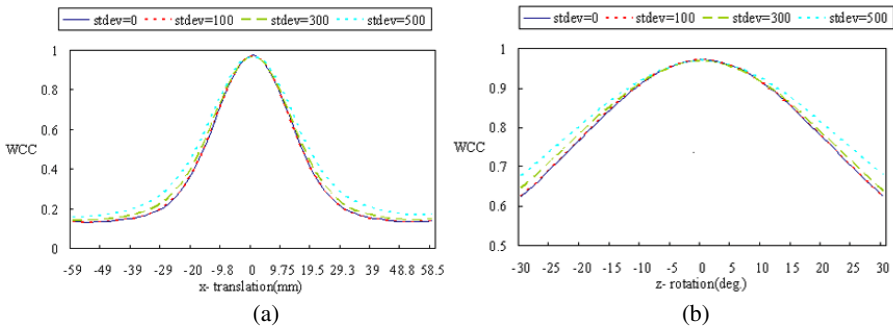 stdev=0 stdev=100 stdev=300 stdev=500
1
0.8
WCC
0.6
0.4
0.2
0
-59 -49 -39 -29 -20 -9.8 0 9.75 19.5 29.3 39 48.8 58.5
x- translation(mm)
(a)
(b)
stdev=0 stdev=100 stdev=300 stdev=500
1
0.9
0.8
WCC
0.7
0.6
0.5
-30 -25 -20 -15 -10 -5 0 5 10 15 20 25 30
z- rotation(deg.)
(b)